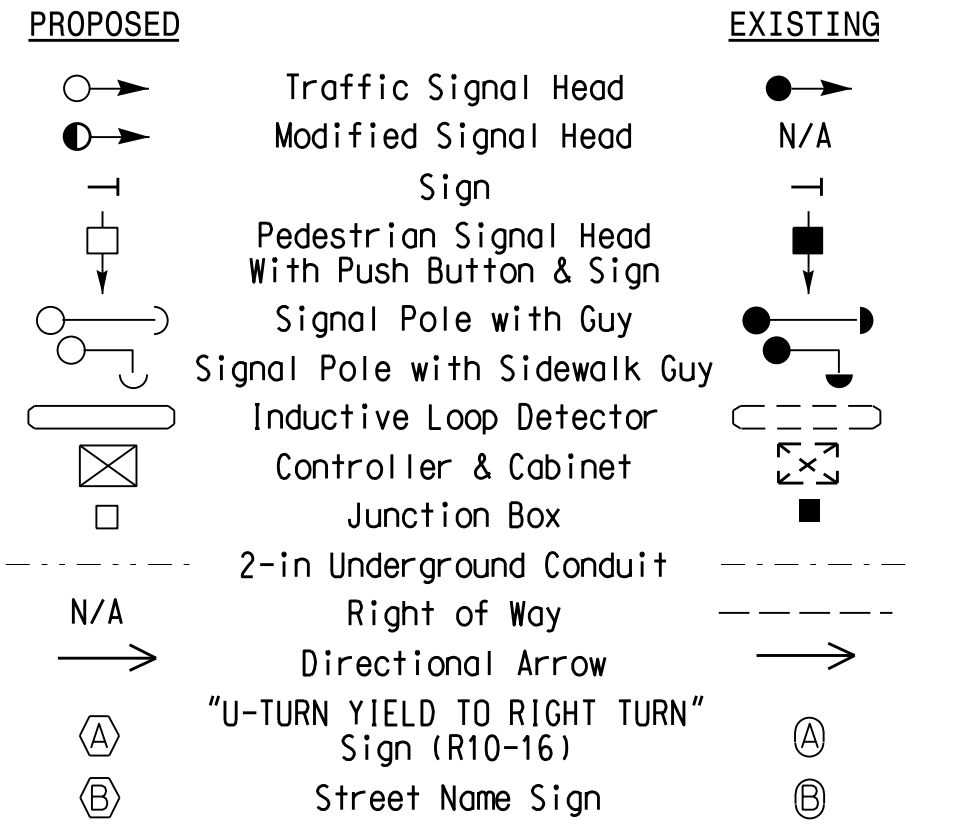 PROPOSED EXISTING
Traffic Signal Head
Modified Signal Head N/A
Sign
Pedestrian Signal Head
With Push Button & Sign
Signal Pole with Guy
Signal Pole with Sidewalk Guy
Inductive Loop Detector
Controller & Cabinet
Junction Box
2-in Underground Conduit
N/A Right of Way
Directional Arrow
"U-TURN YIELD TO RIGHT TURN"
A Sign (R10-16) A
B Street Name Sign B